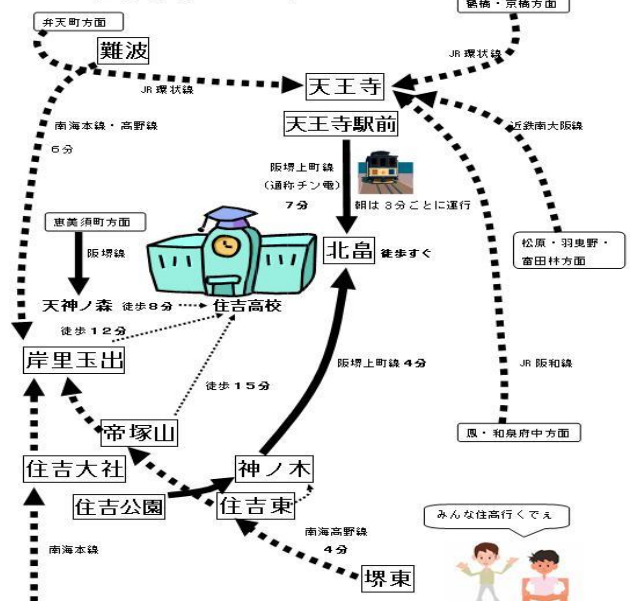 鶴橋・京橋方面
弁天町方面
難波
JR 環状線
JR 環状線
天王寺
天王寺駅前
南海本線・高野線
6分
近鉄南大阪線
阪堺上町線
(通称チン電)
7分
朝は3分ごとに運行
恵美須町方面
阪堺線
北畠 徒歩すぐ
松原・羽曳野・
富田林方面
天神ノ森 徒歩8分
住吉高校
徒歩12分
岸里玉出
阪堺上町線4分
JR 阪和線
徒歩15分
帝塚山
鳳・和泉府中方面
住吉大社
神ノ木
住吉公園
住吉東
みんな住高行くでぇ
南海高野線
4分
南海本線
堺東